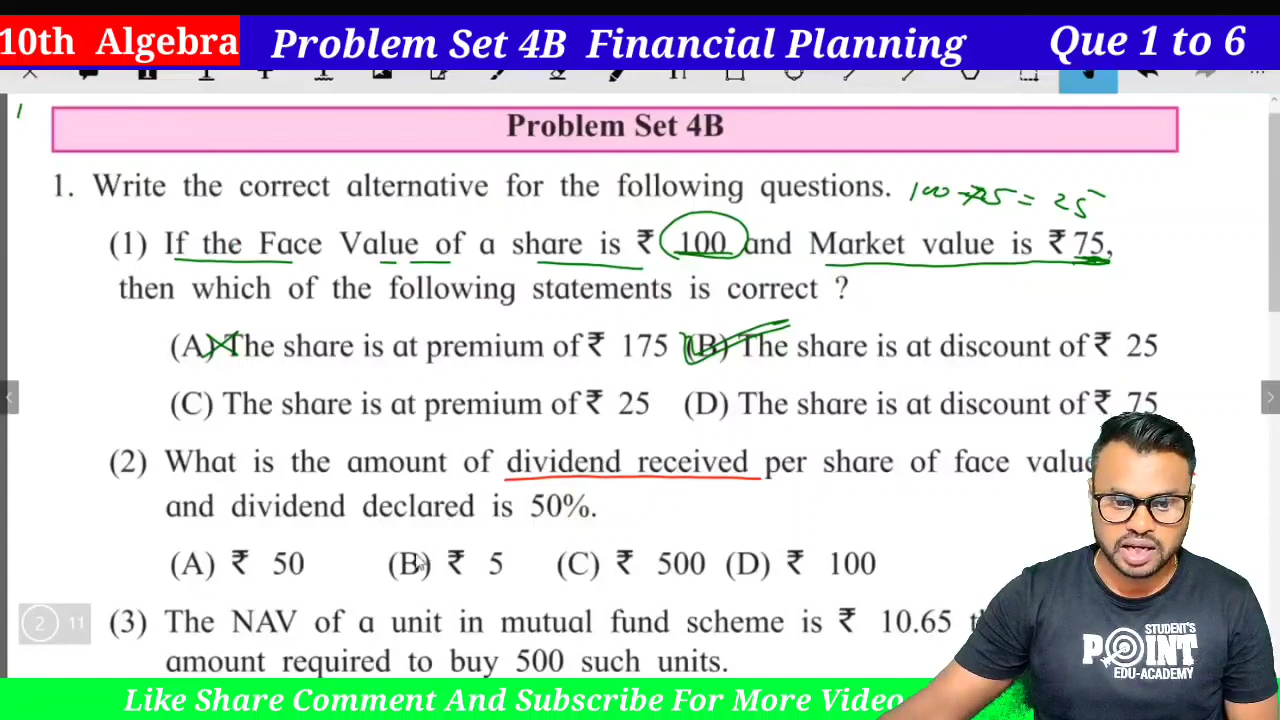 10th Algebra Problem Set 4B Financial Planning Que 1 to 6
Problem Set 4B
1. Write the correct alternative for the following questions. 100-75 = 25
(1) If the Face Value of a share is ₹ 100 and Market value is ₹ 75,
then which of the following statements is correct ?
(A) The share is at premium of ₹ 175 (B) The share is at discount of ₹ 25
(C) The share is at premium of ₹ 25 (D) The share is at discount of ₹ 75
(2) What is the amount of dividend received per share of face value
and dividend declared is 50%.
(A) ₹ 50 (B) ₹ 5 (C) ₹ 500 (D) ₹ 100
2 11
(3) The NAV of a unit in mutual fund scheme is ₹ 10.65
amount required to buy 500 such units.
STUDENT'S
POINT
EDU-ACADEMY
Like Share Comment And Subscribe For More Video